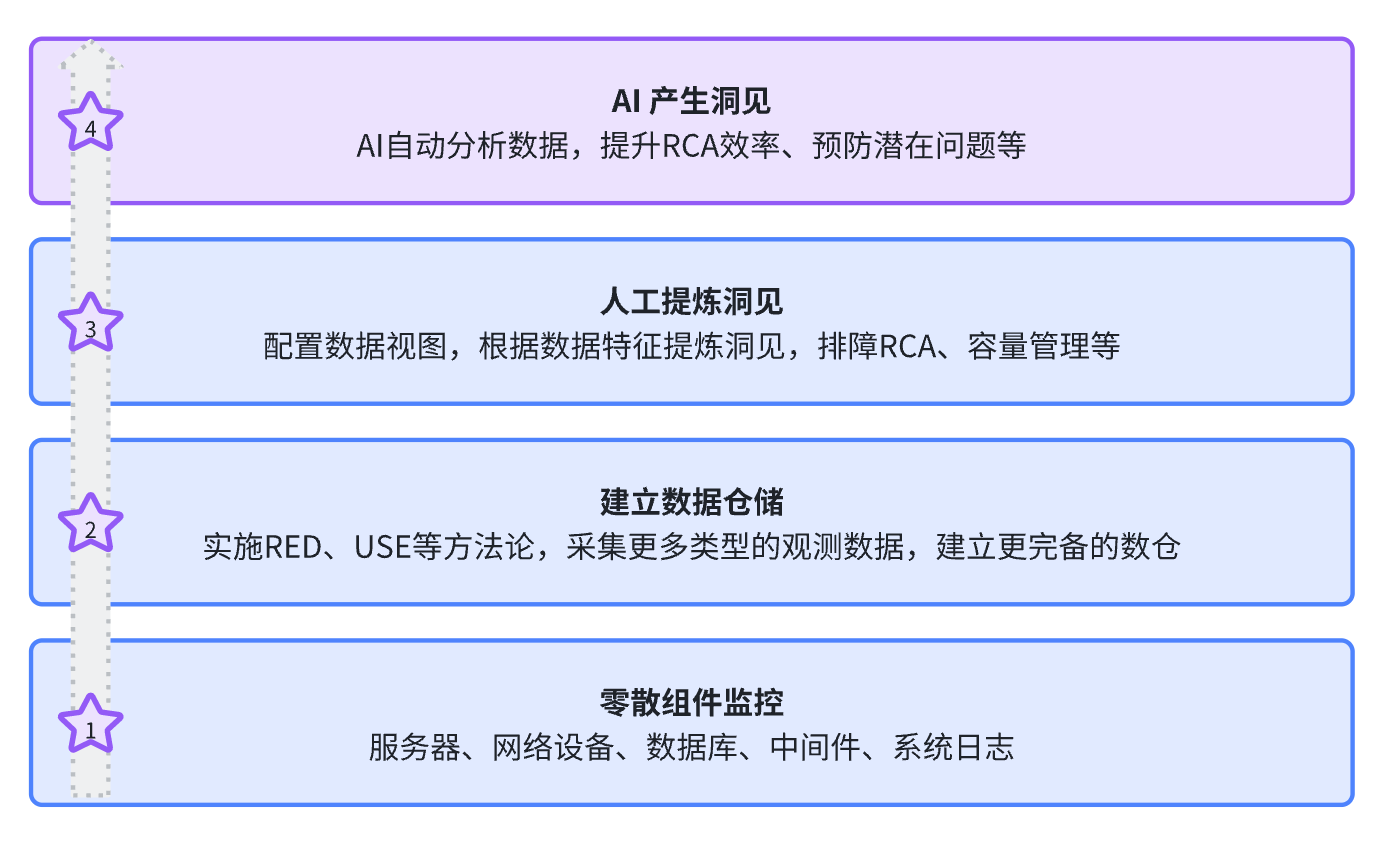 AI 产生洞见
AI自动分析数据，提升RCA效率、预防潜在问题等
4
人工提炼洞见
配置数据视图，根据数据特征提炼洞见，排障RCA、容量管理等
3
建立数据仓储
实施RED、USE等方法论，采集更多类型的观测数据，建立更完备的数仓
2
零散组件监控
服务器、网络设备、数据库、中间件、系统日志
1